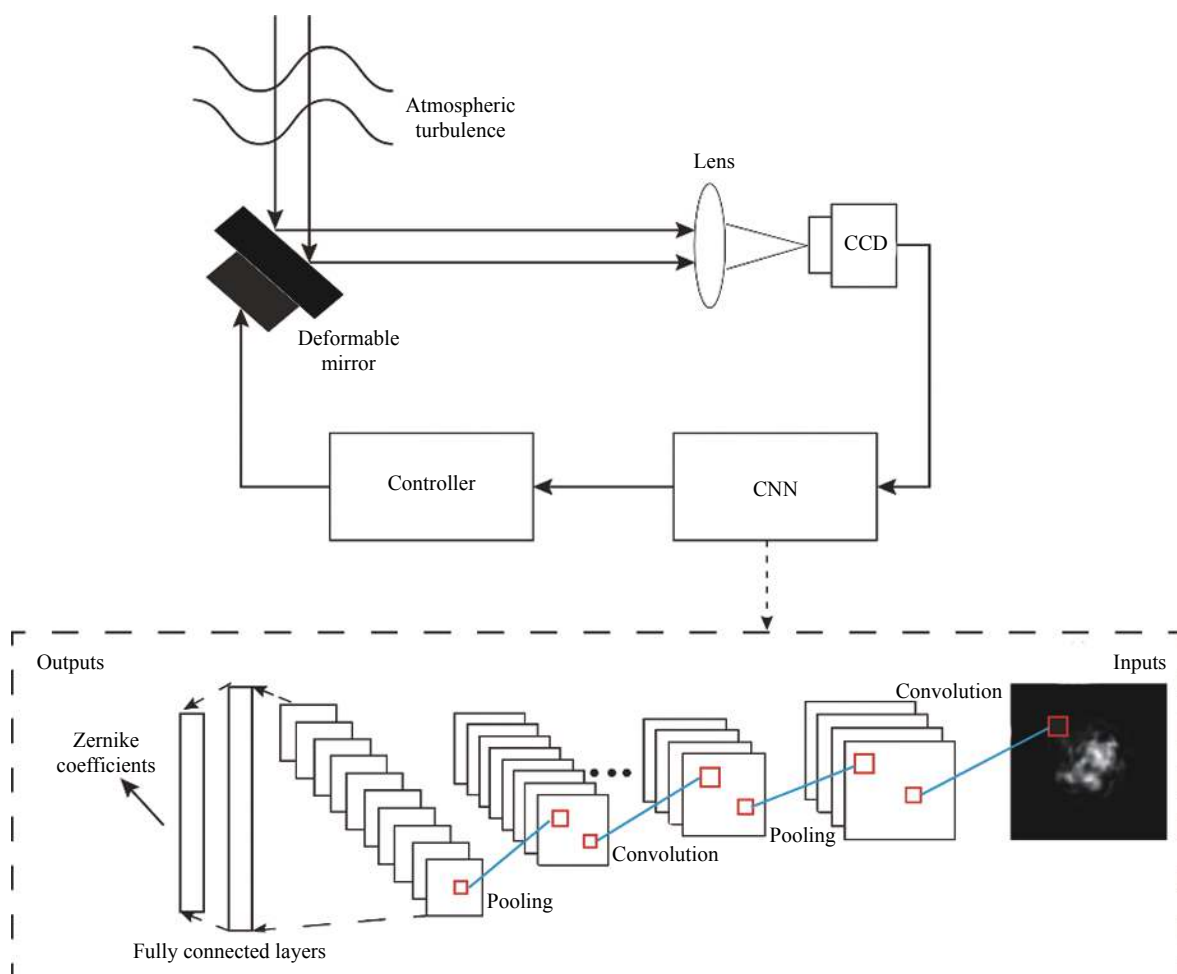 Atmospheric
turbulence
Lens
CCD
Deformable
mirror
Controller
CNN
Outputs
Inputs
Convolution
Zernike
coefficients
Pooling
Convolution
Pooling
Fully connected layers